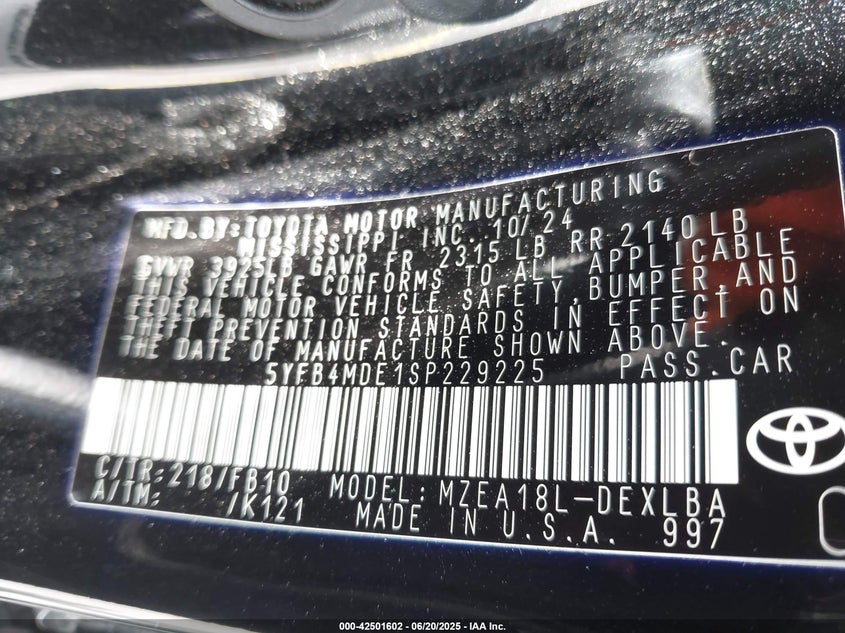 MFD.BY:TOYOTA MOTOR MANUFACTURING
MISSISSIPPI INC. 10/24
GVWR 3925LB GAWR FR 2315 LB RR 2140 LB
THIS VEHICLE CONFORMS TO ALL APPLICABLE
FEDERAL MOTOR VEHICLE SAFETY,BUMPER,AND
THEFT PREVENTION STANDARDS IN EFFECT ON
THE DATE OF MANUFACTURE SHOWN ABOVE.
5YFB4MDE1SP229225 PASS.CAR
C/TR:218/FB10 MODEL:MZEA18L-DEXLBA
A/TM: /K121 MADE IN U.S.A. 997
000-42501602 - 06/20/2025 - IAA Inc.